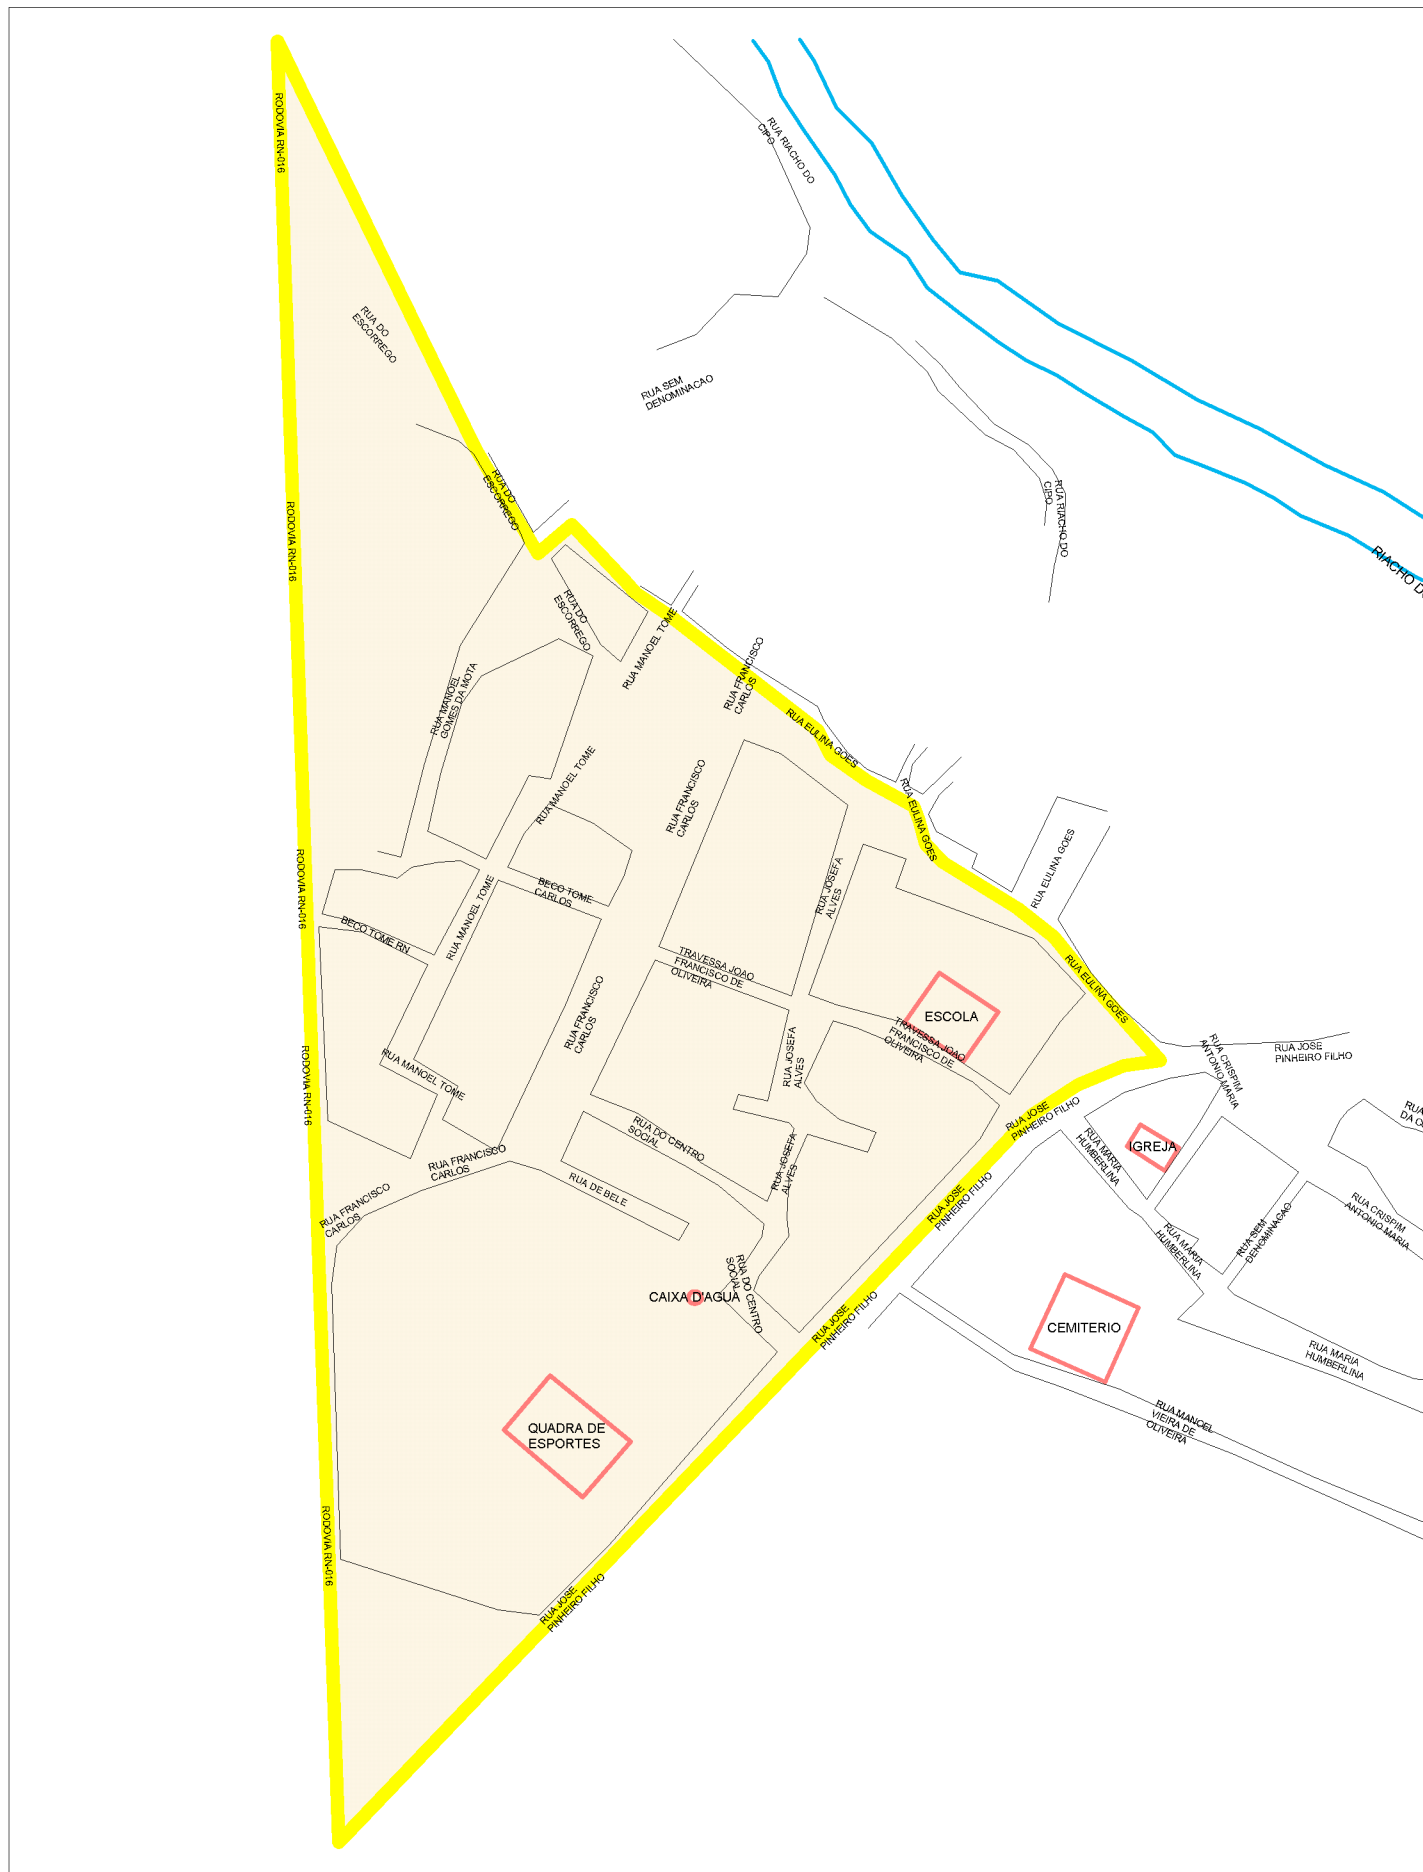 RODOVIA RN-016
RUA RIACHO DO
CIPO
RUA DO
ESCORREGO
RUA SEM
DENOMINACAO
RUA DO
ESCORREGO
RODOVIA RN-016
RUA RIACHO DO
CIPO
RIACHO D
RUA DO
ESCORREGO
RUA MANOEL TOME
RUA FRANCISCO
CARLOS
RUA MANOEL
GOMES DA MOTA
RUA EULINA GOES
RUA MANOEL TOME
RUA FRANCISCO
CARLOS
RUA EULINA GOES
RUA EULINA GOES
RODOVIA RN-016
BECO TOME
CARLOS
RUA JOSEFA
ALVES
RUA MANOEL TOME
BECO TOME RN
TRAVESSA JOAO
FRANCISCO DE
OLIVEIRA
RUA EULINA GOES
RUA FRANCISCO
CARLOS
ESCOLA
TRAVESSA JOAO
FRANCISCO DE
OLIVEIRA
RUA CRISPIM
ANTONIO MARIA
RUA JOSE
PINHEIRO FILHO
RODOVIA RN-016
RUA MANOEL TOME
RUA JOSEFA
ALVES
RUA JOSE
PINHEIRO FILHO
RUA
DA
RUA DO CENTRO
SOCIAL
RUA MARIA
HUMBERLINA
IGREJA
RUA FRANCISCO
CARLOS
RUA JOSEFA
ALVES
RUA DE BELE
RUA JOSE
PINHEIRO FILHO
RUA FRANCISCO
CARLOS
RUA CRISPIM
ANTONIO MARIA
RUA SEM
DENOMINACAO
RUA MARIA
HUMBERLINA
RUA DO CENTRO
SOCIAL
CAIXA D'AGUA
RUA JOSE
PINHEIRO FILHO
CEMITERIO
RUA MARIA
HUMBERLINA
QUADRA DE
ESPORTES
RUA MANOEL
VIEIRA DE
OLIVEIRA
RODOVIA RN-016
RUA JOSE
PINHEIRO FILHO